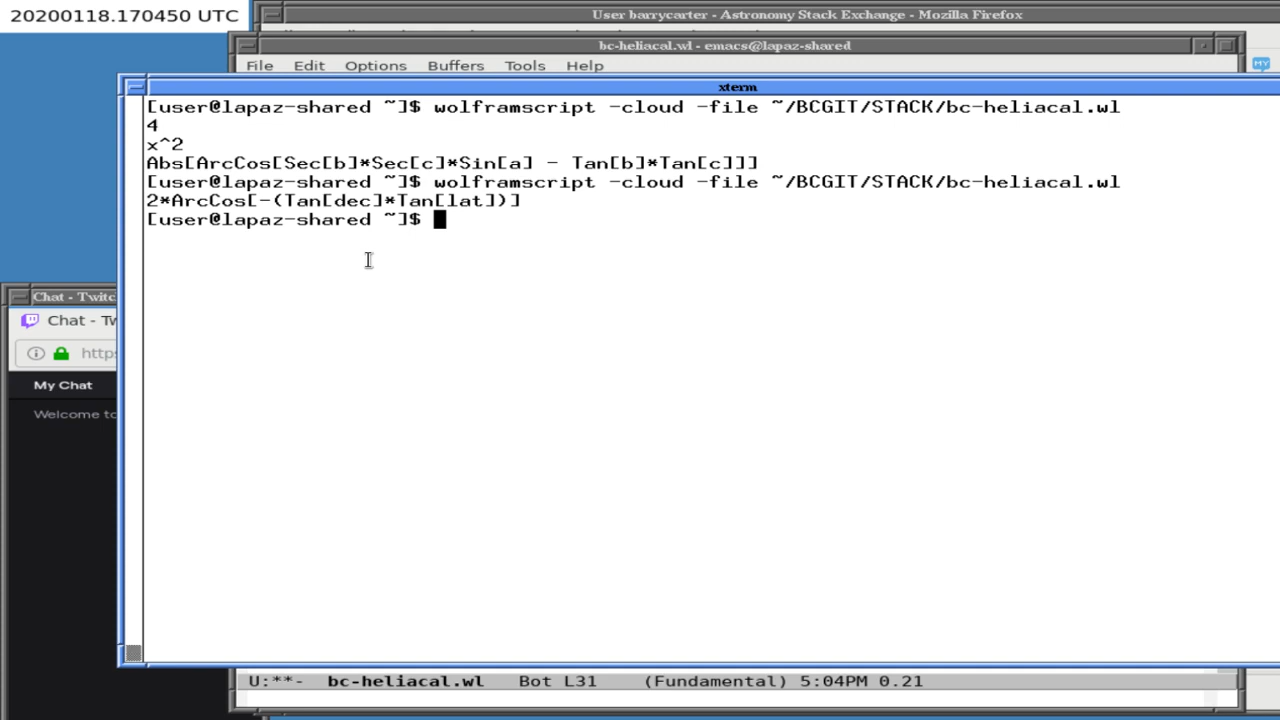 20200118.170450 UTC
User barrycarter - Astronomy Stack Exchange - Mozilla Firefox
bc-heliacal.wl - emacs@lapaz-shared
File Edit Options Buffers Tools Help
MY
xterm
[user@lapaz-shared ~]$ wolframscript -cloud -file ~/BCGIT/STACK/bc-heliacal.wl
4
x^2
Abs[ArcCos[Sec[b]*Sec[c]*Sin[a] - Tan[b]*Tan[c]]]
[user@lapaz-shared ~]$ wolframscript -cloud -file ~/BCGIT/STACK/bc-heliacal.wl
2*ArcCos[-(Tan[dec]*Tan[lat])]
[user@lapaz-shared ~]$
Chat - Twitc
Chat - Tw
https
My Chat
Welcome to
U:**- bc-heliacal.wl Bot L31 (Fundamental) 5:04PM 0.21